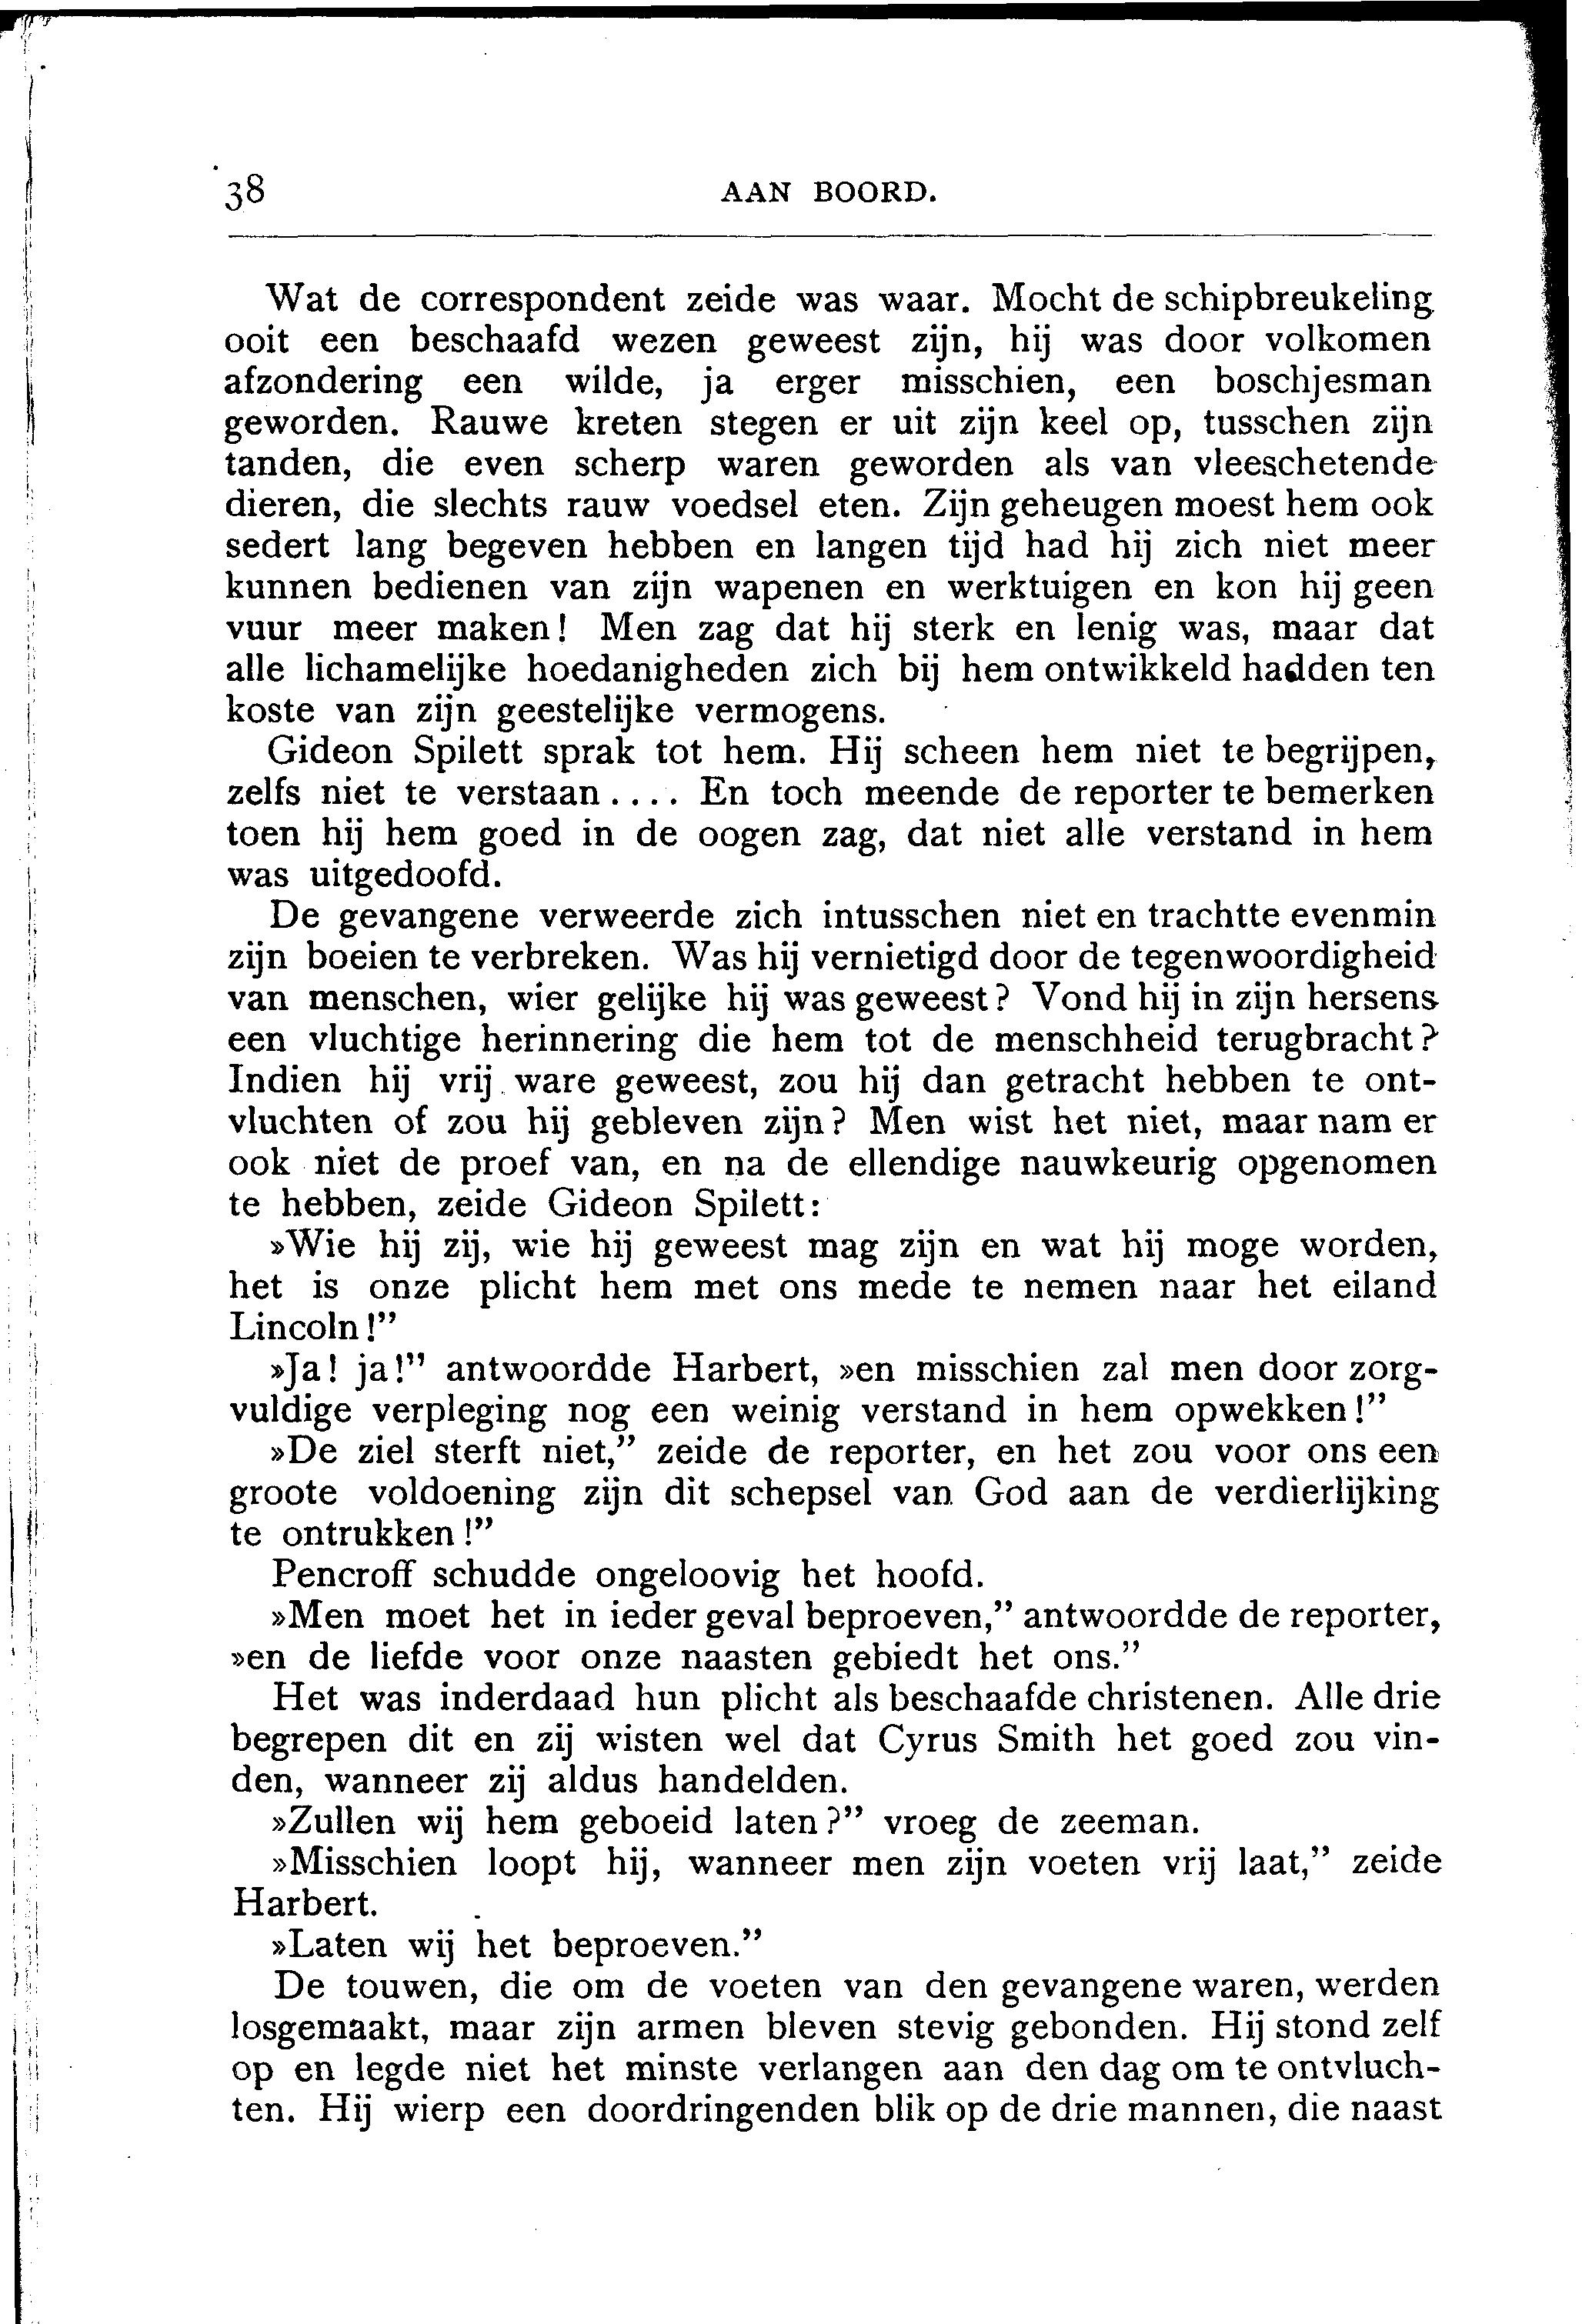 38 AAN BOORD.
Wat de correspondent zeide was waar. Mocht de schipbreukeling
ooit een beschaafd wezen geweest zijn, hij was door volkomen
afzondering een wilde, ja erger misschien, een boschjesman
geworden. Rauwe kreten stegen er uit zijn keel op, tusschen zijn
tanden, die even scherp waren geworden als van vleeschetende
dieren, die slechts rauw voedsel eten. Zijn geheugen moest hem ook
sedert lang begeven hebben en langen tijd had hij zich niet meer
kunnen bedienen van zijn wapenen en werktuigen en kon hij geen
vuur meer maken! Men zag dat hij sterk en lenig was, maar dat
alle lichamelijke hoedanigheden zich bij hem ontwikkeld hadden ten
koste van zijn geestelijke vermogens.
Gideon Spilett sprak tot hem. Hij scheen hem niet te begrijpen,
zelfs niet te verstaan.... En toch meende de reporter te bemerken
toen hij hem goed in de oogen zag, dat niet alle verstand in hem
was uitgedoofd.
De gevangene verweerde zich intusschen niet en trachtte evenmin
zijn boeien te verbreken. Was hij vernietigd door de tegenwoordigheid
van menschen, wier gelijke hij was geweest? Vond hij in zijn hersens
een vluchtige herinnering die hem tot de menschheid terugbracht?
Indien hij vrij ware geweest, zou hij dan getracht hebben te ont-
vluchten of zou hij gebleven zijn? Men wist het niet, maar nam er
ook niet de proef van, en na de ellendige nauwkeurig opgenomen
te hebben, zeide Gideon Spilett:
»Wie hij zij, wie hij geweest mag zijn en wat hij moge worden,
het is onze plicht hem met ons mede te nemen naar het eiland
Lincoln!”
»Ja! ja!” antwoordde Harbert, »en misschien zal men door zorg-
vuldige verpleging nog een weinig verstand in hem opwekken!”
»De ziel sterft niet,” zeide de reporter, en het zou voor ons een
groote voldoening zijn dit schepsel van God aan de verdierlijking
te ontrukken!”
Pencroff schudde ongeloovig het hoofd.
»Men moet het in ieder geval beproeven,” antwoordde de reporter,
»en de liefde voor onze naasten gebiedt het ons.”
Het was inderdaad hun plicht als beschaafde christenen. Alle drie
begrepen dit en zij wisten wel dat Cyrus Smith het goed zou vin-
den, wanneer zij aldus handelden.
»Zullen wij hem geboeid laten?” vroeg de zeeman.
»Misschien loopt hij, wanneer men zijn voeten vrij laat,” zeide
Harbert.
»Laten wij het beproeven.”
De touwen, die om de voeten van den gevangene waren, werden
losgemaakt, maar zijn armen bleven stevig gebonden. Hij stond zelf
op en legde niet het minste verlangen aan den dag om te ontvluch-
ten. Hij wierp een doordringenden blik op de drie mannen, die naast